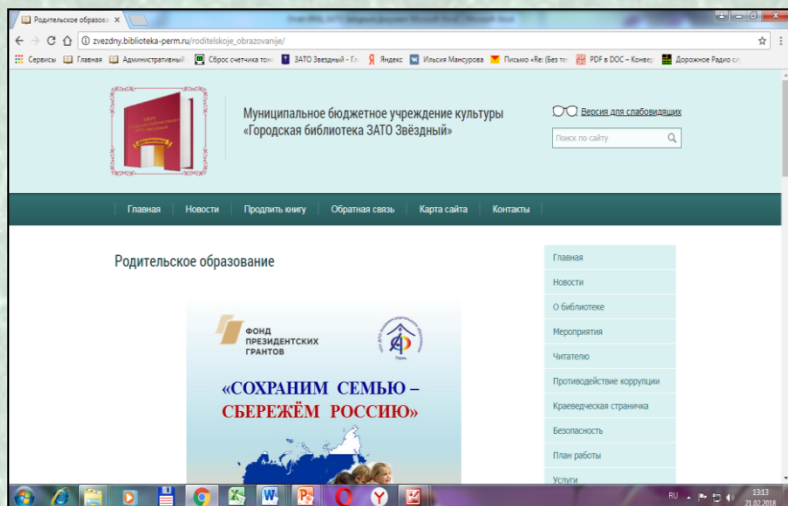 Родительское образов
zvezdny.biblioteka-perm.ru/roditelskoje_obrazovanije/
Сервисы Главная Административный Сброс счетчика тон ЗАТО Звездный - Гл Яндекс Ильсия Мансурова Письмо «Re: (Без те PDF в DOC – Конвер Дорожное Радио сл
Муниципальное бюджетное учреждение культуры
«Городская библиотека ЗАТО Звёздный»
Версия для слабовидящих
Поиск по сайту
Главная Новости Продлить книгу Обратная связь Карта сайта Контакты
Родительское образование
ФОНД
ПРЕЗИДЕНТСКИХ
ГРАНТОВ
«СОХРАНИМ СЕМЬЮ –
СБЕРЕЖЁМ РОССИЮ»
Главная
Новости
О библиотеке
Мероприятия
Читателю
Противодействие коррупции
Краеведческая страничка
Безопасность
План работы
Услуги
RU
13:13
21.02.2018